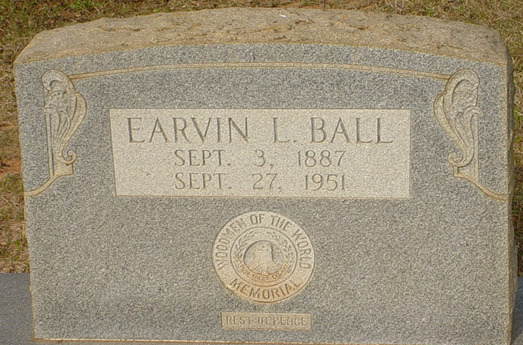 EARVIN L. BALL
SEPT. 3, 1887
SEPT. 27, 1951
WOODMEN OF THE WORLD
MEMORIAL
REST IN PEACE